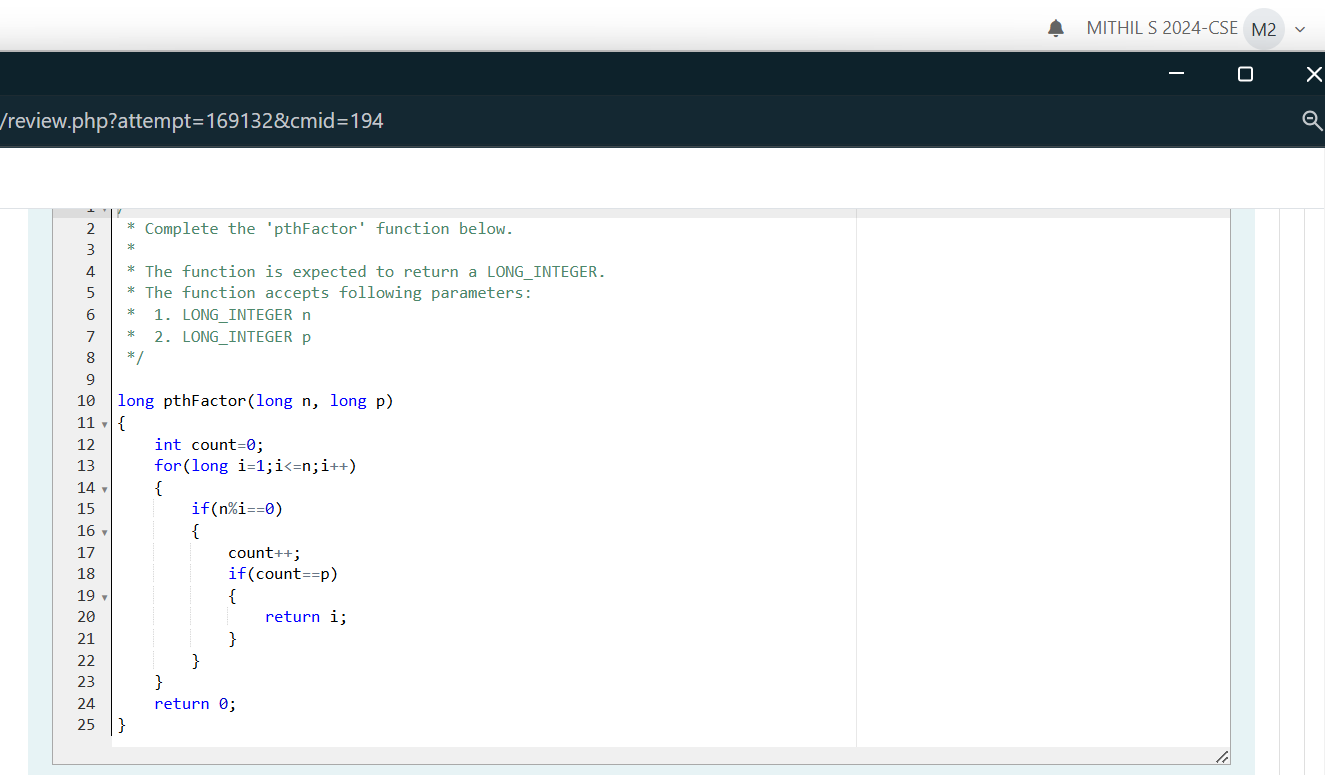 MITHIL S 2024-CSE M2
/review.php?attempt=169132&cmid=194
1
2 * Complete the 'pthFactor' function below.
3 *
4 * The function is expected to return a LONG_INTEGER.
5 * The function accepts following parameters:
6 * 1. LONG_INTEGER n
7 * 2. LONG_INTEGER p
8 */
9
10 long pthFactor(long n, long p)
11 {
12 int count=0;
13 for(long i=1;i<=n;i++)
14 {
15 if(n%i==0)
16 {
17 count++;
18 if(count==p)
19 {
20 return i;
21 }
22 }
23 }
24 return 0;
25 }